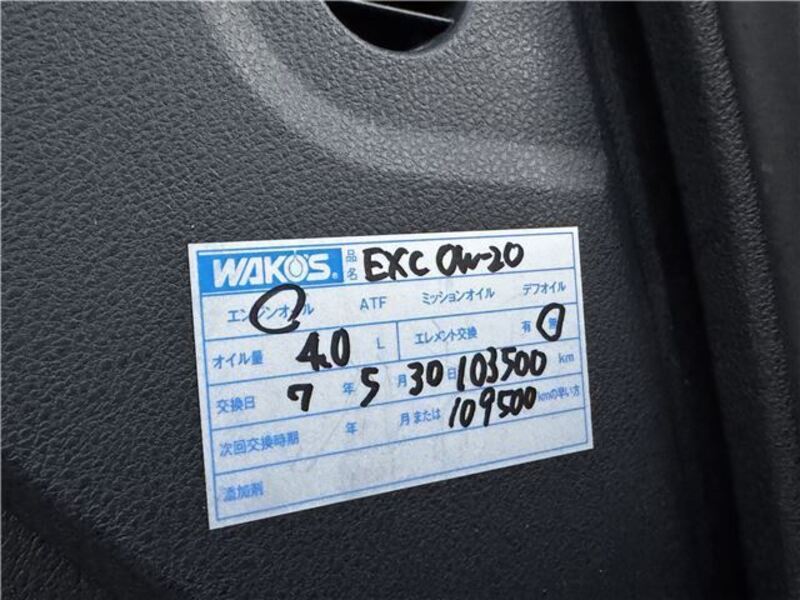 WAKO'S 品名 EXC 0W-20
エンジンオイル ATF ミッションオイル デフオイル
オイル量 4.0 L エレメント交換 有 無
交換日 7 年 5 月 30 日 103500 km
次回交換時期 年 月 または 109500 kmの早い方
添加剤